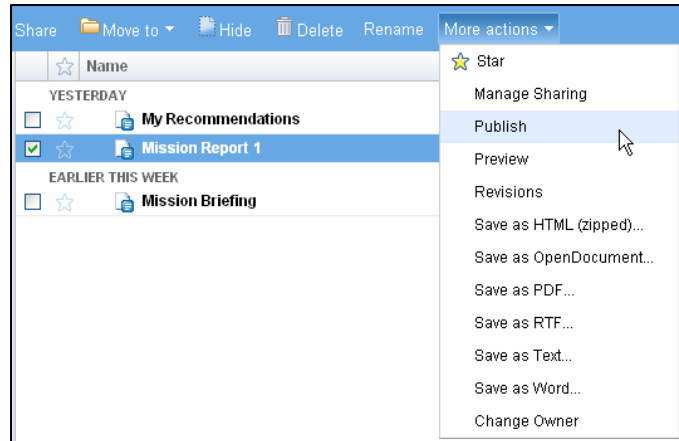 Share Move to Hide Delete Rename More actions
Name
YESTERDAY
My Recommendations
Mission Report 1
EARLIER THIS WEEK
Mission Briefing
Star
Manage Sharing
Publish
Preview
Revisions
Save as HTML (zipped)...
Save as OpenDocument...
Save as PDF...
Save as RTF...
Save as Text...
Save as Word...
Change Owner